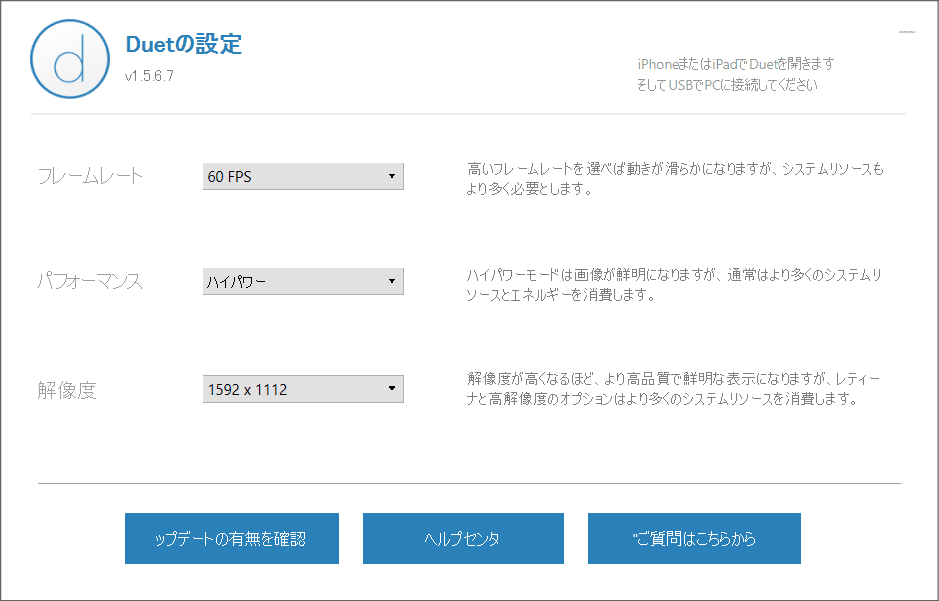 d
Duetの設定
v1.5.6.7
iPhoneまたはiPadでDuetを開きます
そしてUSBでPCに接続してください
フレームレート
60 FPS
高いフレームレートを選べば動きが滑らかになりますが、システムリソースも
より多く必要とします。
パフォーマンス
ハイパワー
ハイパワーモードは画像が鮮明になりますが、通常はより多くのシステムリ
ソースとエネルギーを消費します。
解像度
1592 x 1112
解像度が高くなるほど、より高品質で鮮明な表示になりますが、レティー
ナと高解像度のオプションはより多くのシステムリソースを消費します。
ップデートの有無を確認
ヘルプセンタ
"ご質問はこちらから